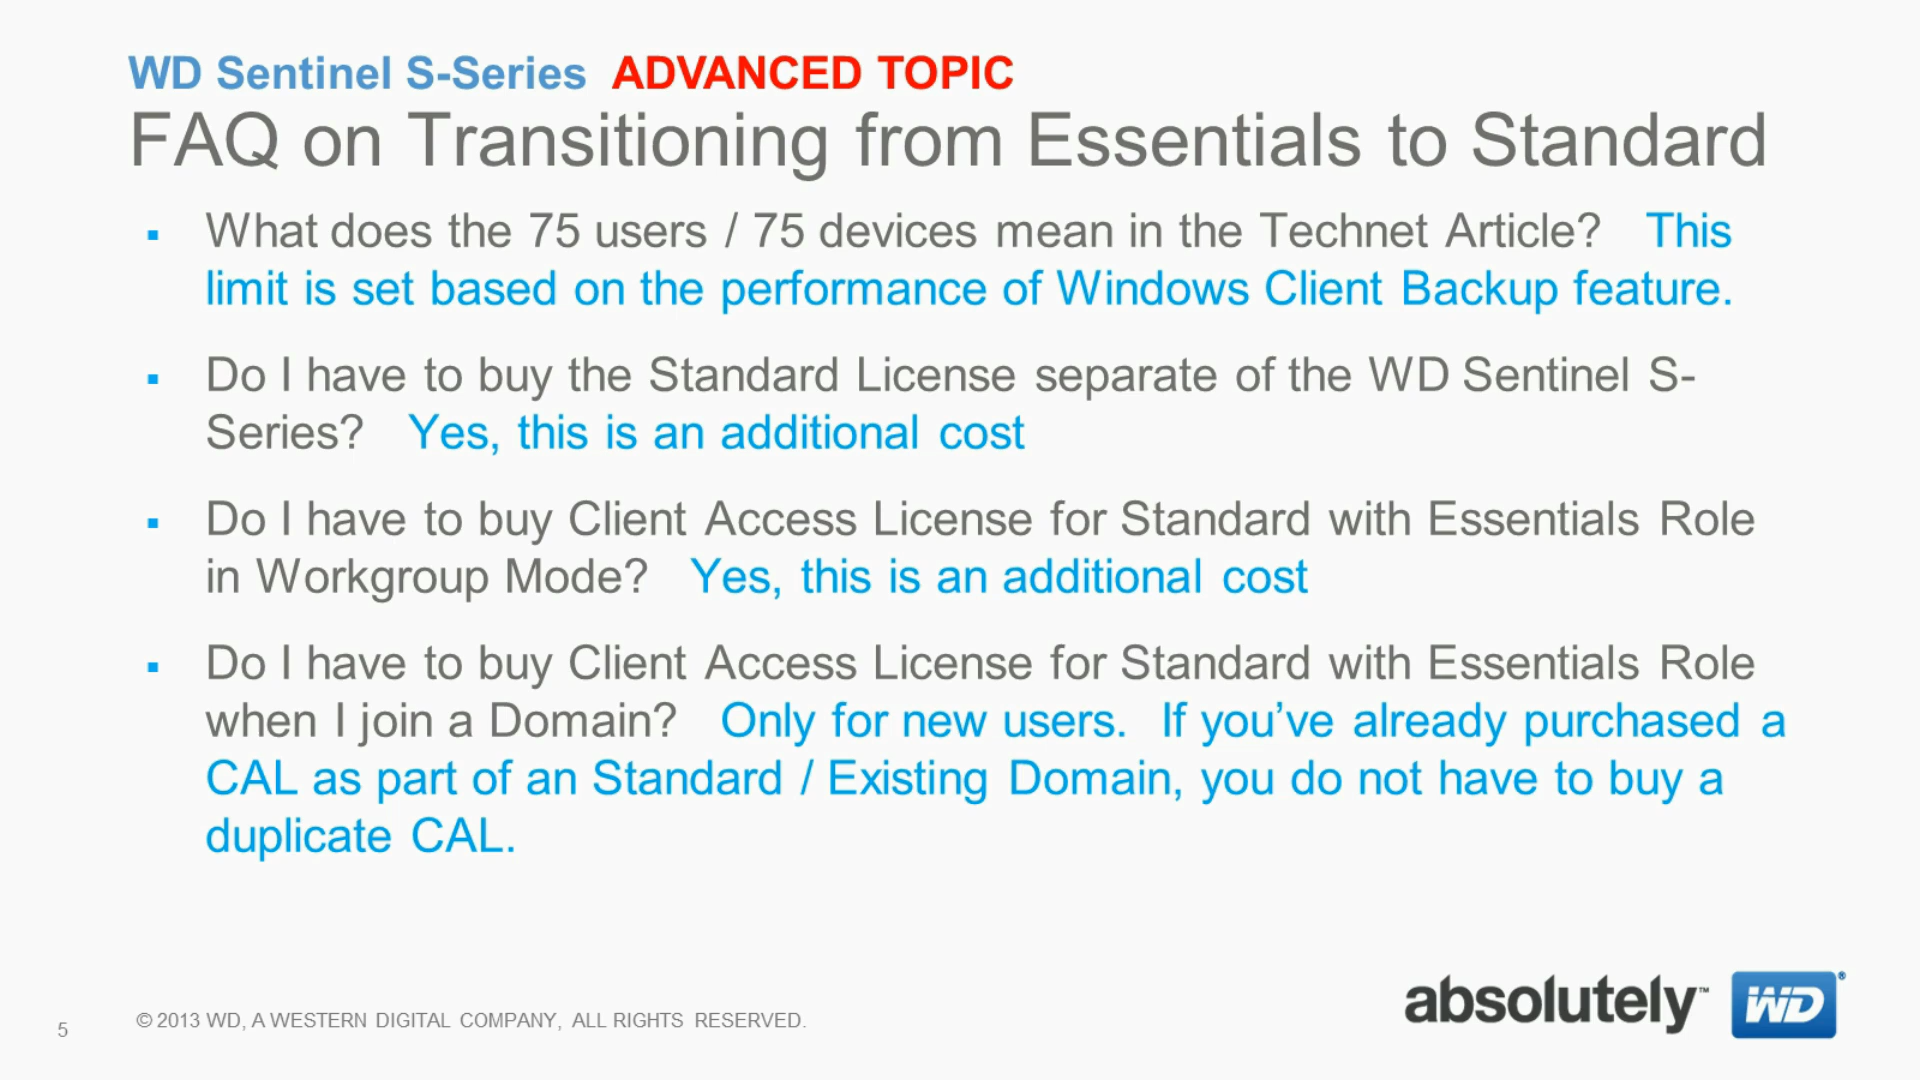 WD Sentinel S-Series ADVANCED TOPIC
FAQ on Transitioning from Essentials to Standard
▪ What does the 75 users / 75 devices mean in the Technet Article? This
limit is set based on the performance of Windows Client Backup feature.
▪ Do I have to buy the Standard License separate of the WD Sentinel S-
Series? Yes, this is an additional cost
▪ Do I have to buy Client Access License for Standard with Essentials Role
in Workgroup Mode? Yes, this is an additional cost
▪ Do I have to buy Client Access License for Standard with Essentials Role
when I join a Domain? Only for new users. If you’ve already purchased a
CAL as part of an Standard / Existing Domain, you do not have to buy a
duplicate CAL.
absolutely™ WD®
5 © 2013 WD, A WESTERN DIGITAL COMPANY, ALL RIGHTS RESERVED.